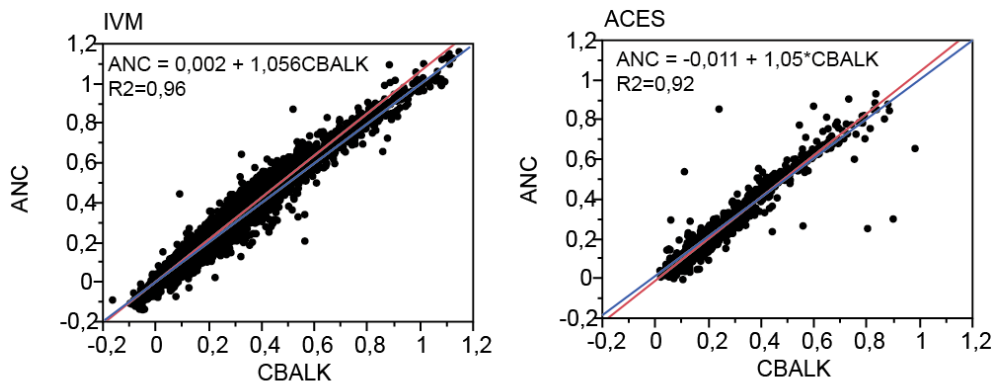 IVM
ANC = 0,002 + 1,056CBALK
R2=0,96
ANC
1,2
1
0,8
0,6
0,4
0,2
0
-0,2
-0,2 0 0,2 0,4 0,6 0,8 1 1,2
CBALK
ACES
ANC = -0,011 + 1,05*CBALK
R2=0,92
ANC
1,2
1
0,8
0,6
0,4
0,2
0
-0,2
-0,2 0 0,2 0,4 0,6 0,8 1 1,2
CBALK